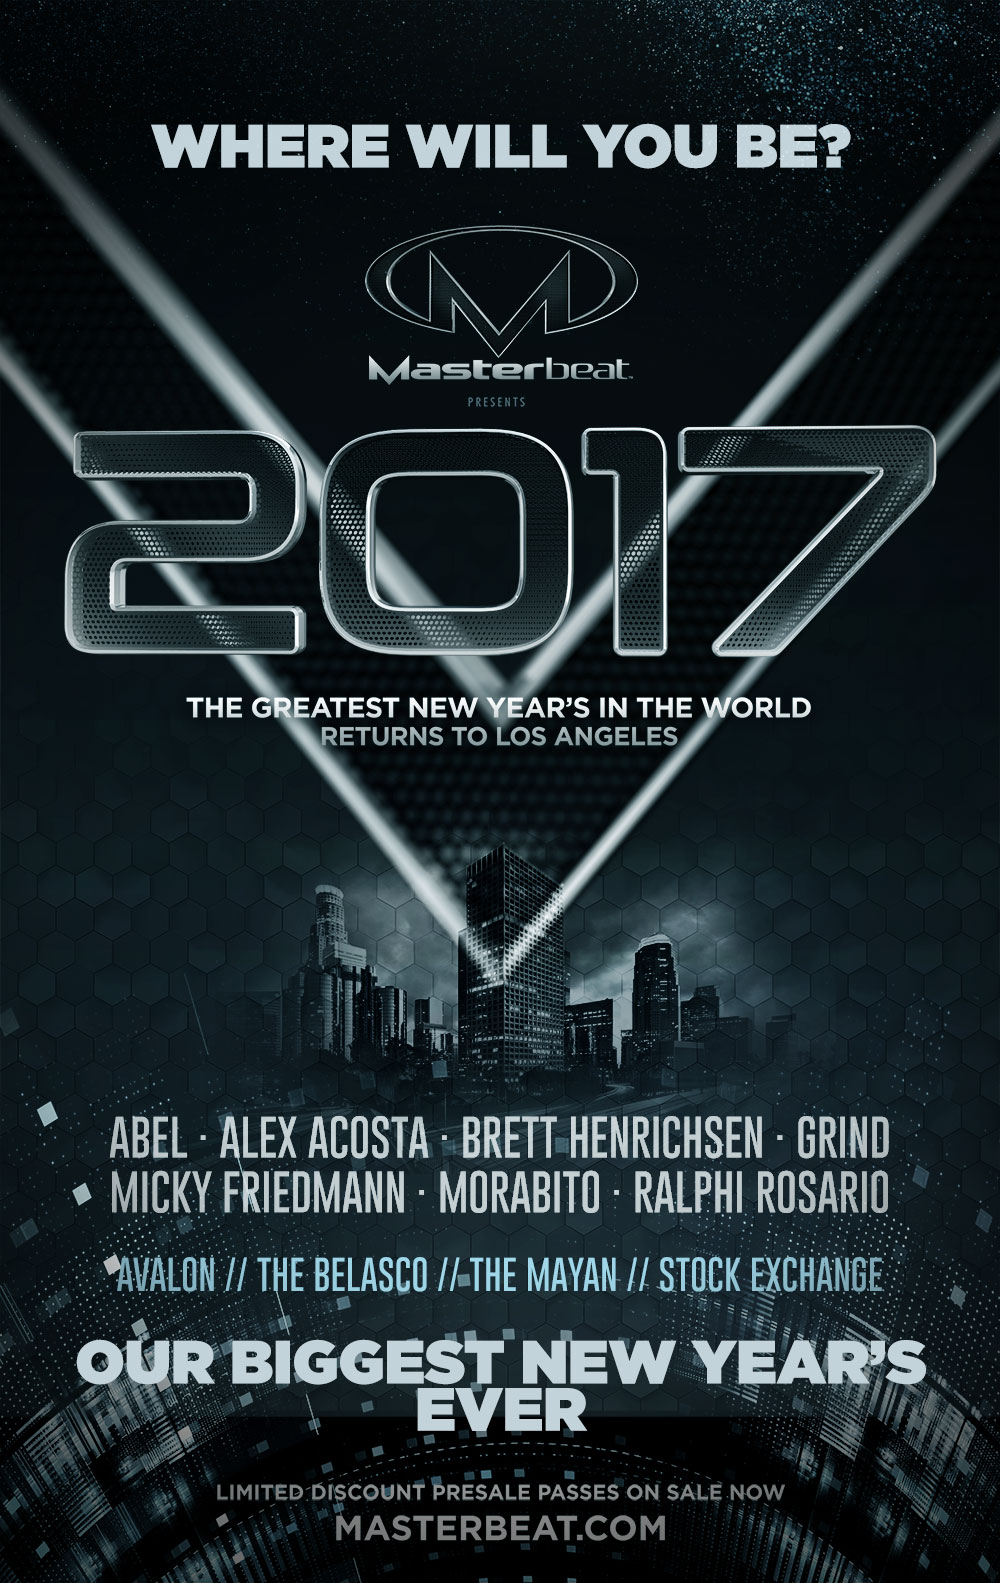 WHERE WILL YOU BE?
M
Masterbeat™
PRESENTS
2017
THE GREATEST NEW YEAR'S IN THE WORLD
RETURNS TO LOS ANGELES
ABEL · ALEX ACOSTA · BRETT HENRICHSEN · GRIND
MICKY FRIEDMANN · MORABITO · RALPHI ROSARIO
AVALON // THE BELASCO // THE MAYAN // STOCK EXCHANGE
OUR BIGGEST NEW YEAR'S
EVER
LIMITED DISCOUNT PRESALE PASSES ON SALE NOW
MASTERBEAT.COM